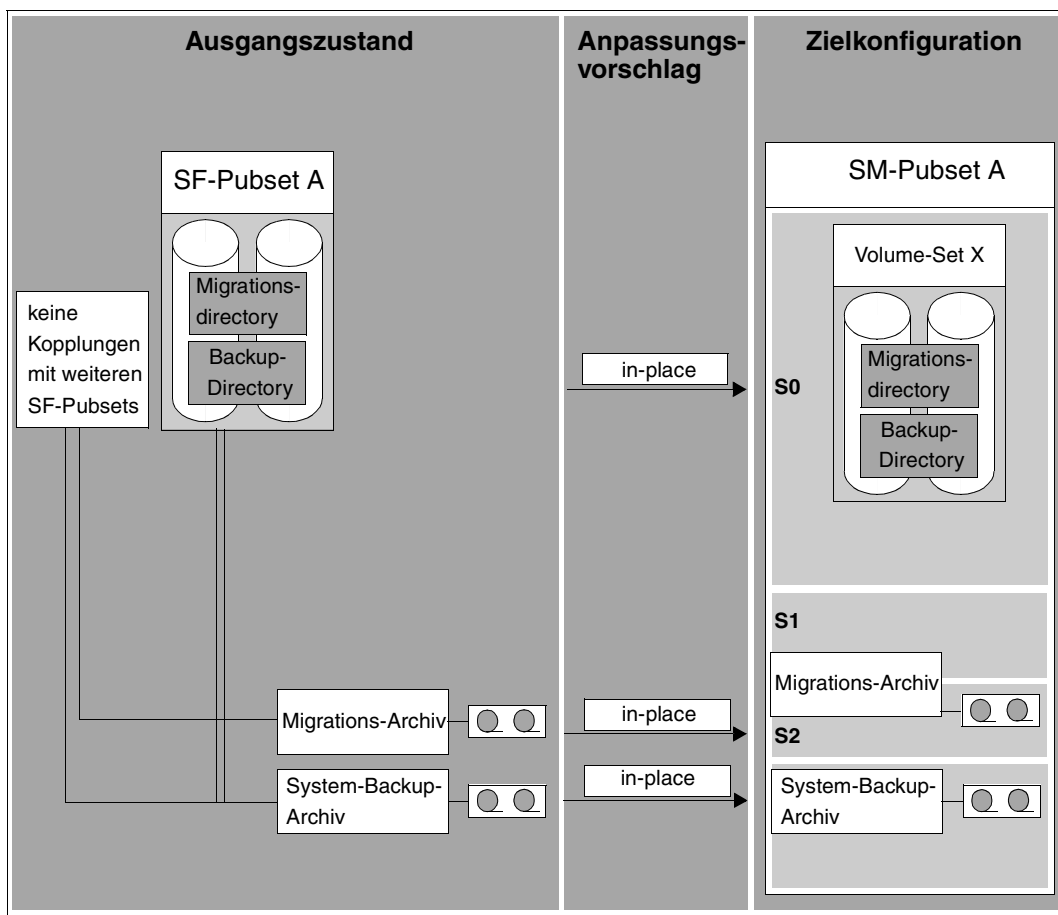 Ausgangszustand
Anpassungs-
vorschlag
Zielkonfiguration
SF-Pubset A
Migrations-
directory
Backup-
Directory
keine
Kopplungen
mit weiteren
SF-Pubsets
in-place
SM-Pubset A
Volume-Set X
S0
Migrations-
directory
Backup-
Directory
S1
Migrations-Archiv
in-place
Migrations-Archiv
S2
System-Backup-
Archiv
in-place
System-Backup-
Archiv